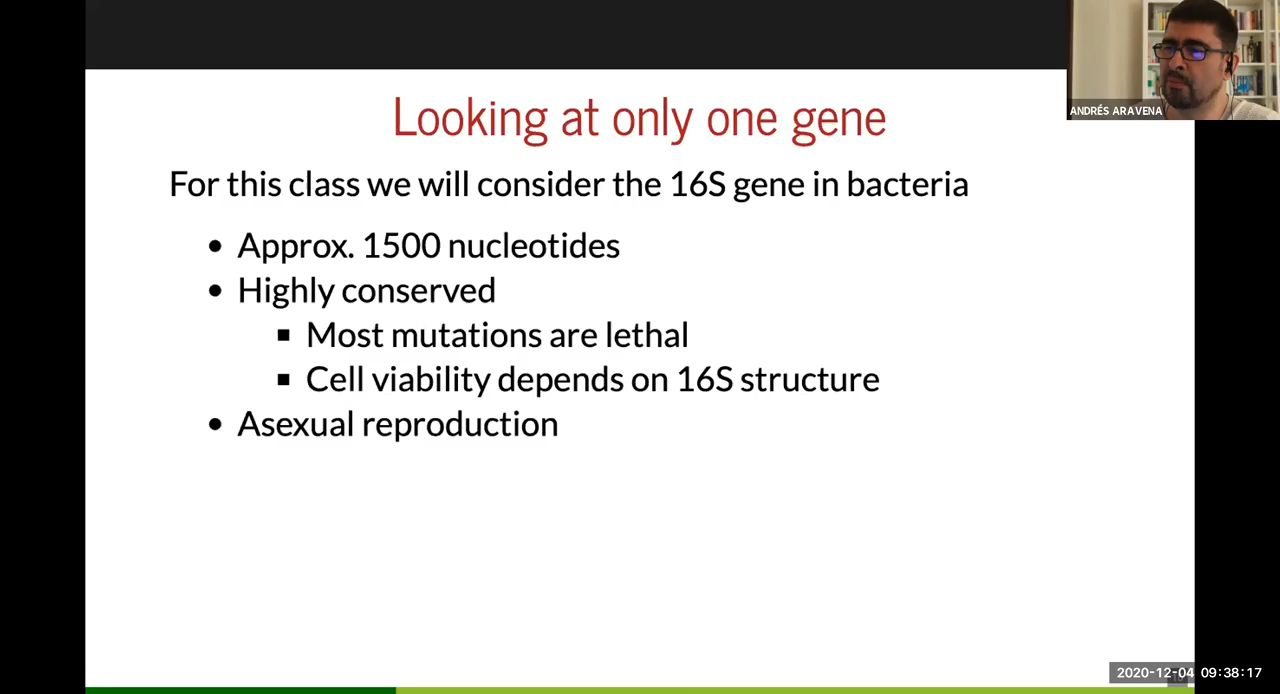 ANDRÉS ARAVENA
Looking at only one gene
For this class we will consider the 16S gene in bacteria
• Approx. 1500 nucleotides
• Highly conserved
▪ Most mutations are lethal
▪ Cell viability depends on 16S structure
• Asexual reproduction
2020-12-04 09:38:17